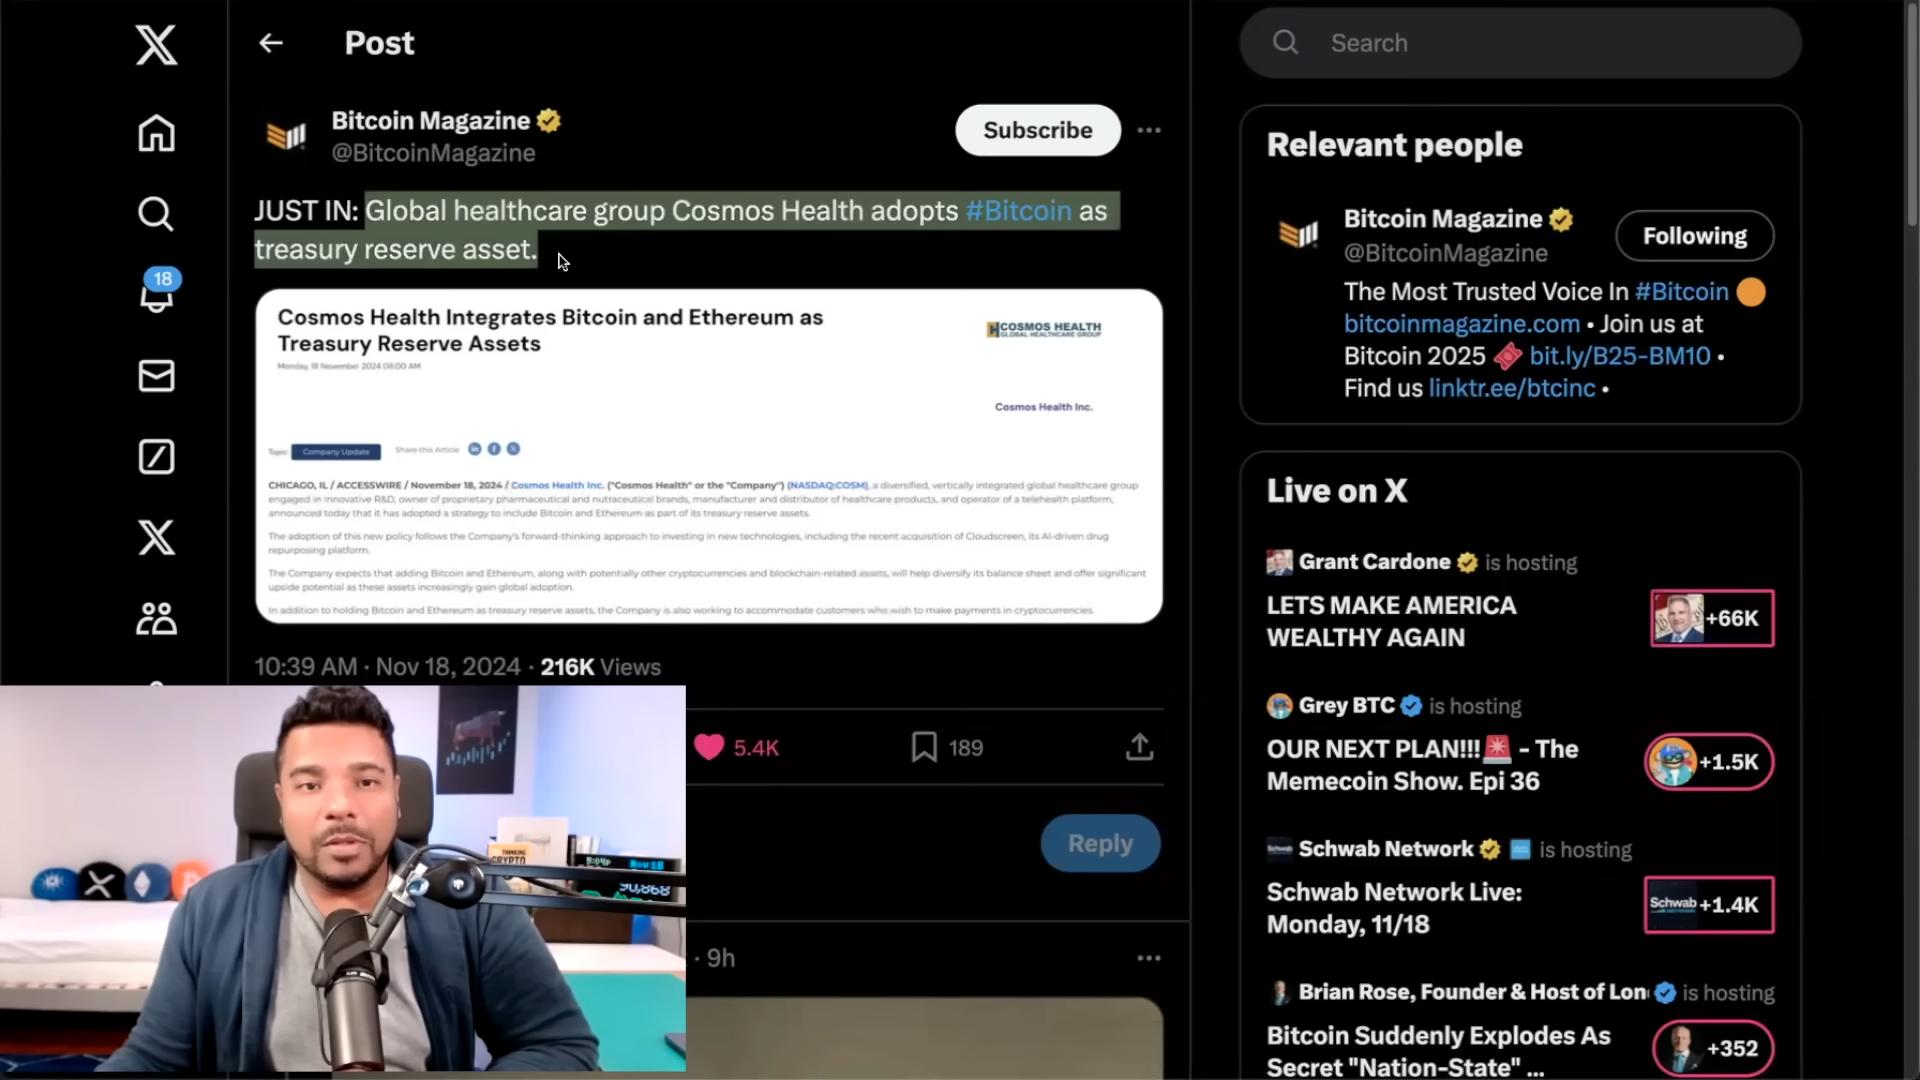 Post
Search
Bitcoin Magazine
@BitcoinMagazine
Subscribe
JUST IN: Global healthcare group Cosmos Health adopts #Bitcoin as
treasury reserve asset.
18
Cosmos Health Integrates Bitcoin and Ethereum as
Treasury Reserve Assets
Monday, 18 November 2024 08:00 AM
COSMOS HEALTH
GLOBAL HEALTHCARE GROUP
Cosmos Health Inc.
Topic: Company Update Share this Article
CHICAGO, IL / ACCESSWIRE / November 18, 2024 / Cosmos Health Inc. ("Cosmos Health" or the "Company") (NASDAQ:COSM), a diversified, vertically integrated global healthcare group
engaged in innovative R&D, owner of proprietary pharmaceutical and nutraceutical brands, manufacturer and distributor of healthcare products, and operator of a telehealth platform,
announced today that it has adopted a strategy to include Bitcoin and Ethereum as part of its treasury reserve assets.
The adoption of this new policy follows the Company's forward-thinking approach to investing in new technologies, including the recent acquisition of Cloudscreen, its AI-driven drug
repurposing platform.
The Company expects that adding Bitcoin and Ethereum, along with potentially other cryptocurrencies and blockchain-related assets, will help diversify its balance sheet and offer significant
upside potential as these assets increasingly gain global adoption.
In addition to holding Bitcoin and Ethereum as treasury reserve assets, the Company is also working to accommodate customers who wish to make payments in cryptocurrencies.
10:39 AM · Nov 18, 2024 · 216K Views
5.4K
189
Reply
· 9h
THINKING
CRYPTO
Nov 18
90,868
Relevant people
Bitcoin Magazine
@BitcoinMagazine
Following
The Most Trusted Voice In #Bitcoin
bitcoinmagazine.com • Join us at
Bitcoin 2025 bit.ly/B25-BM10 •
Find us linktr.ee/btcinc •
Live on X
Grant Cardone is hosting
LETS MAKE AMERICA
WEALTHY AGAIN
+66K
Grey BTC is hosting
OUR NEXT PLAN!!! - The
Memecoin Show. Epi 36
+1.5K
Schwab Network is hosting
Schwab Network Live:
Monday, 11/18
Schwab +1.4K
Brian Rose, Founder & Host of Lon is hosting
Bitcoin Suddenly Explodes As
Secret "Nation-State" ...
+352